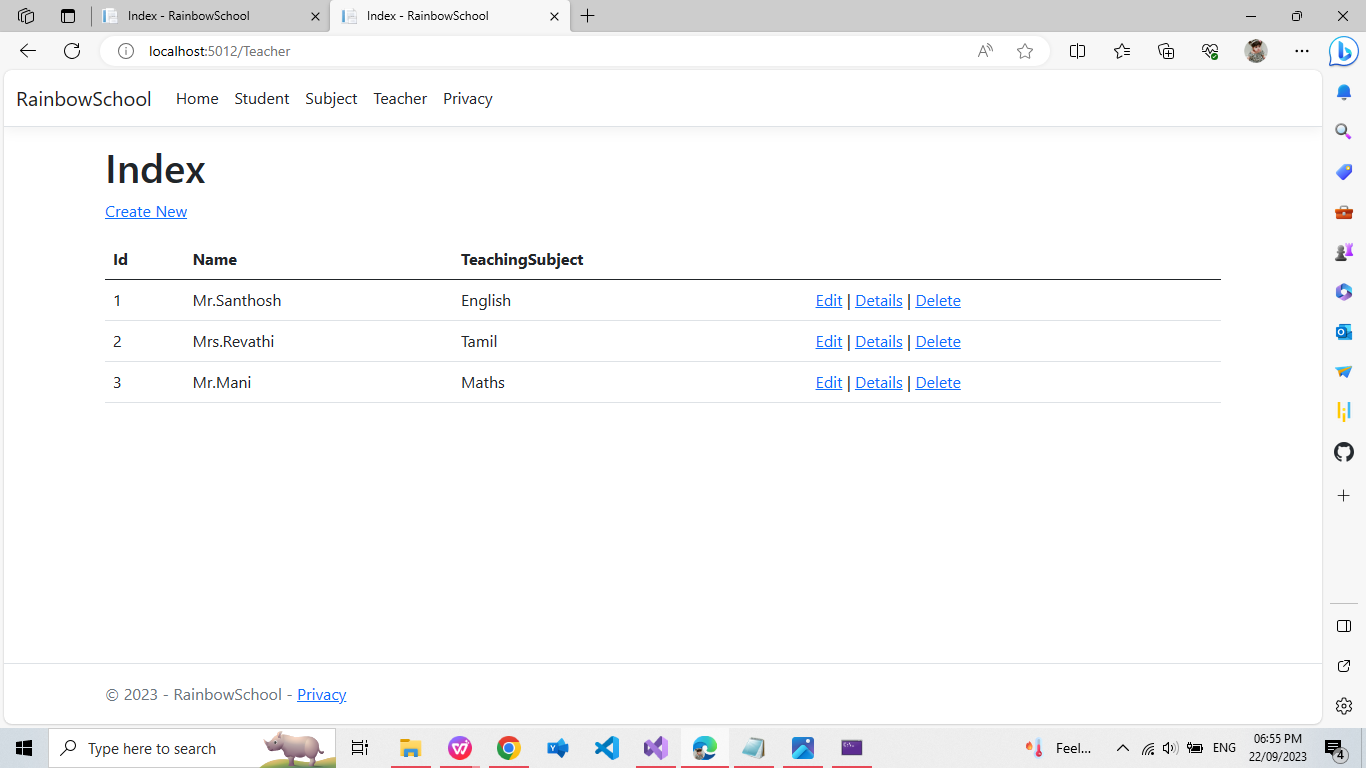 Index - RainbowSchool
Index - RainbowSchool
localhost:5012/Teacher
RainbowSchool Home Student Subject Teacher Privacy
Index
Create New
Id Name TeachingSubject
1 Mr.Santhosh English Edit | Details | Delete
2 Mrs.Revathi Tamil Edit | Details | Delete
3 Mr.Mani Maths Edit | Details | Delete
© 2023 - RainbowSchool - Privacy
Type here to search
Feel...
ENG
06:55 PM
22/09/2023
4